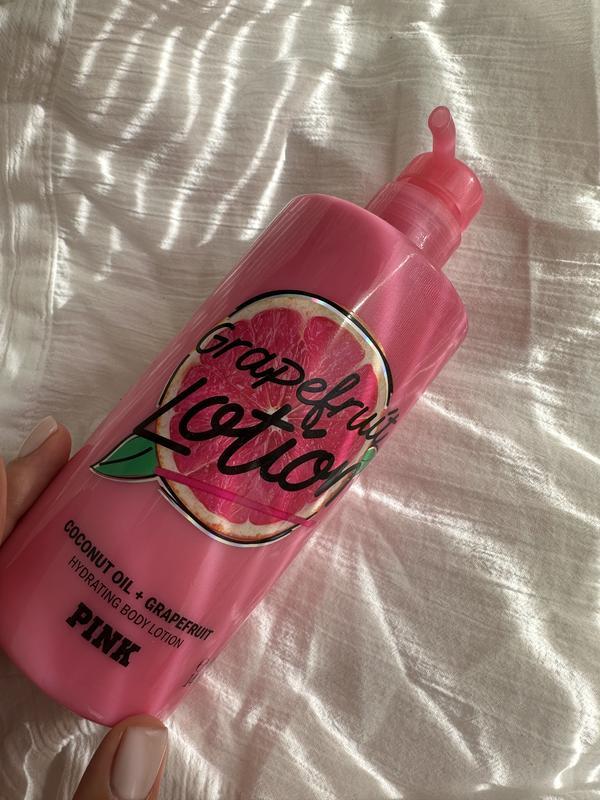 Grapefruit
Lotion
COCONUT OIL + GRAPEFRUIT
HYDRATING BODY LOTION
PINK